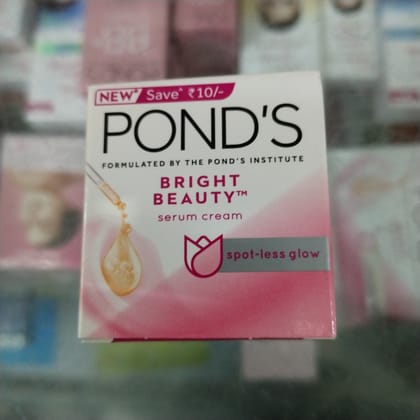 NEW* Save^ ₹10/-
POND'S
FORMULATED BY THE POND'S INSTITUTE
BRIGHT
BEAUTY™
serum cream
spot-less glow